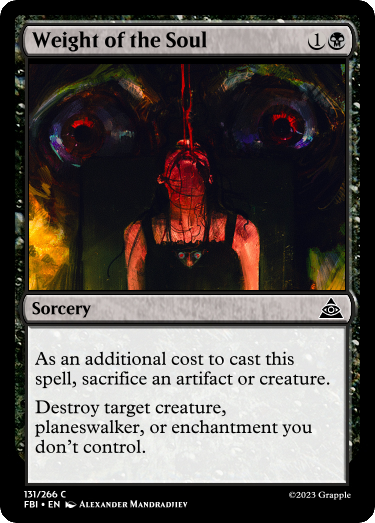 Weight of the Soul 1
Sorcery
As an additional cost to cast this
spell, sacrifice an artifact or creature.
Destroy target creature,
planeswalker, or enchantment you
don't control.
131/266 C
FBI • EN Alexander Mandradjiev
©2023 Grapple